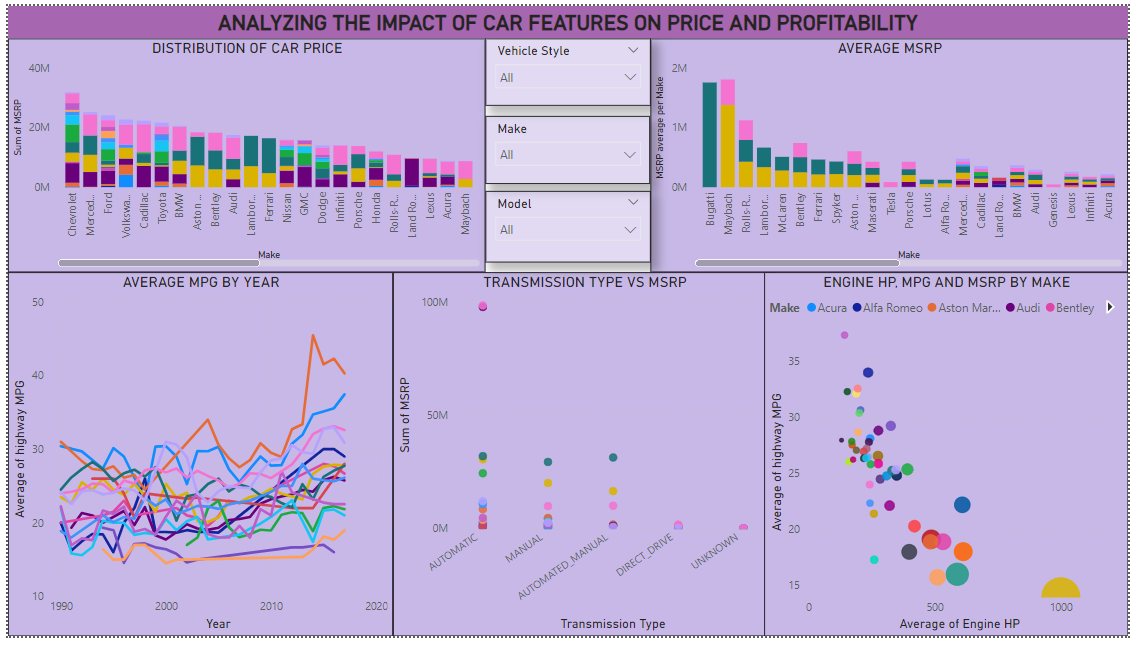 ANALYZING THE IMPACT OF CAR FEATURES ON PRICE AND PROFITABILITY
DISTRIBUTION OF CAR PRICE
Sum of MSRP
40M
20M
0M
Chevrolet
Merced...
Ford
Volkswa...
Cadillac
Toyota
BMW
Aston ...
Bentley
Audi
Lambor...
Ferrari
Nissan
GMC
Dodge
Infiniti
Porsche
Honda
Rolls-R...
Land Ro...
Lexus
Acura
Maybach
Make
Vehicle Style
All
Make
All
Model
All
AVERAGE MSRP
MSRP average per Make
2M
1M
0M
Bugatti
Maybach
Rolls-R...
Lambor...
McLaren
Bentley
Ferrari
Spyker
Aston ...
Maserati
Tesla
Porsche
Lotus
Alfa Ro...
Merced...
Cadillac
Land Ro...
BMW
Audi
Genesis
Lexus
Infiniti
Acura
Make
AVERAGE MPG BY YEAR
Average of highway MPG
50
40
30
20
10
1990 2000 2010 2020
Year
TRANSMISSION TYPE VS MSRP
Sum of MSRP
100M
50M
0M
AUTOMATIC
MANUAL
AUTOMATED_MANUAL
DIRECT_DRIVE
UNKNOWN
Transmission Type
ENGINE HP, MPG AND MSRP BY MAKE
Make Acura Alfa Romeo Aston Mar... Audi Bentley
Average of highway MPG
35
30
25
20
15
0 500 1000
Average of Engine HP